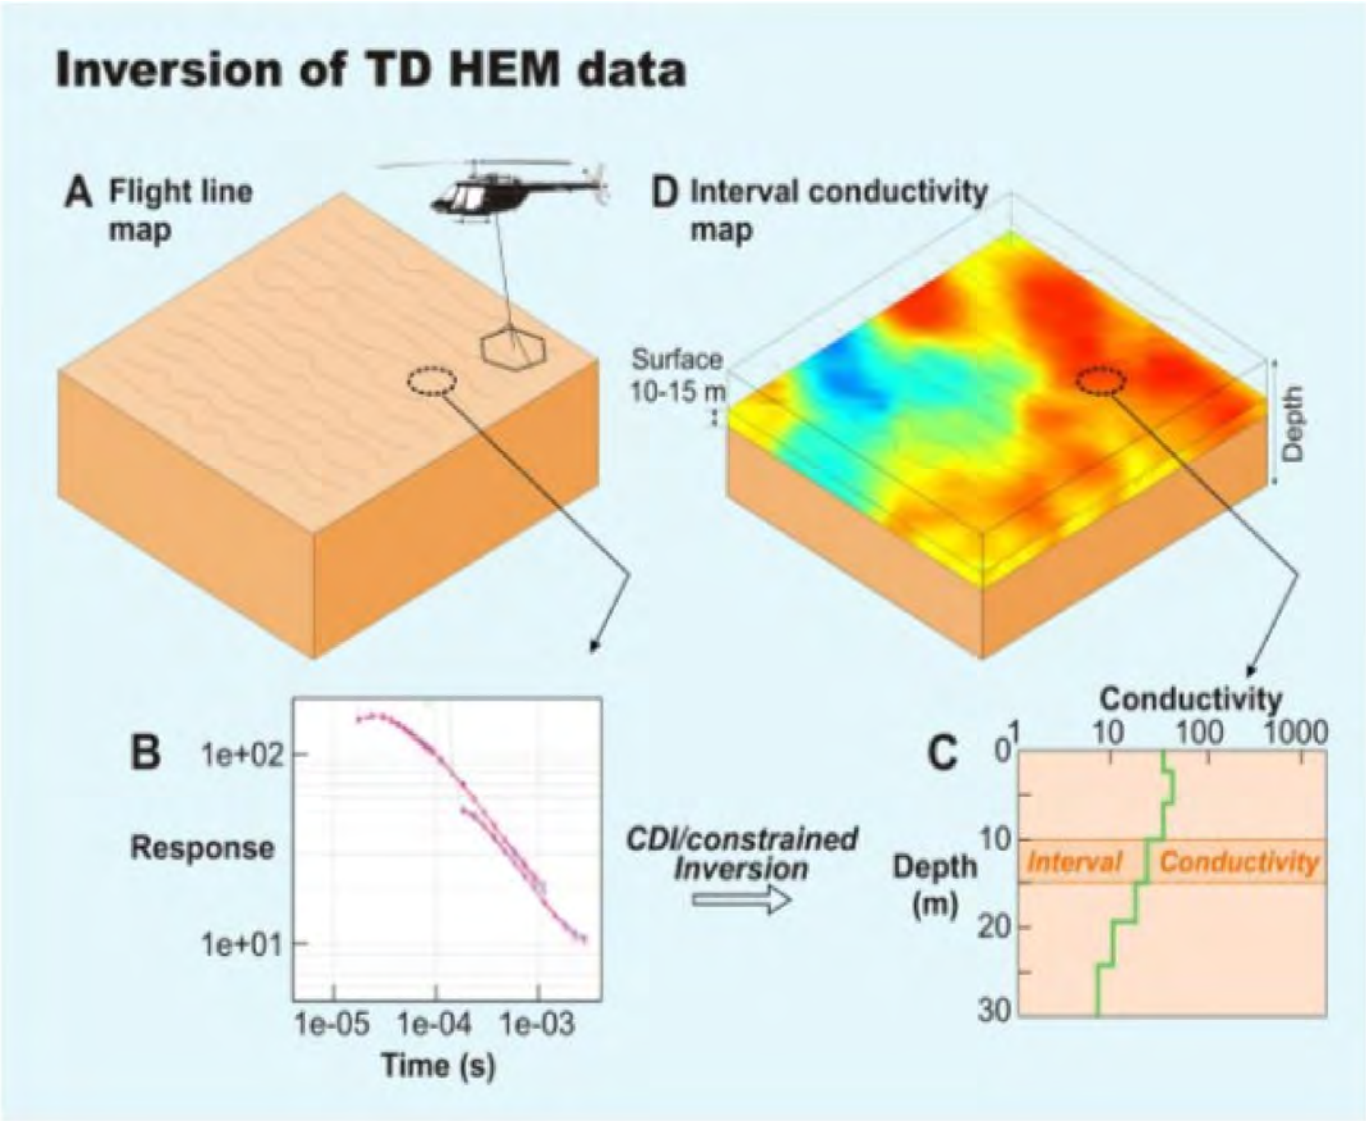 Inversion of TD HEM data
A Flight line
map
D Interval conductivity
map
Surface
10-15 m
Depth
B
1e+02
Response
1e+01
1e-05 1e-04 1e-03
Time (s)
CDI/constrained
Inversion
Conductivity
C
1 10 100 1000
0
10
Interval Conductivity
Depth
(m)
20
30